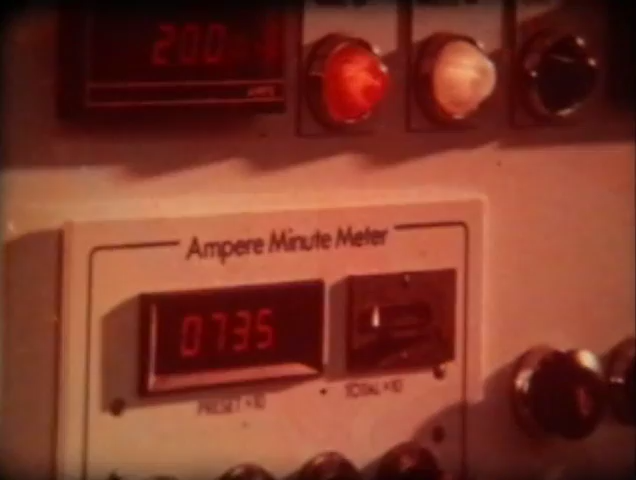 200
Ampere Minute Meter
0735
PRESET ×10
TOTAL ×10